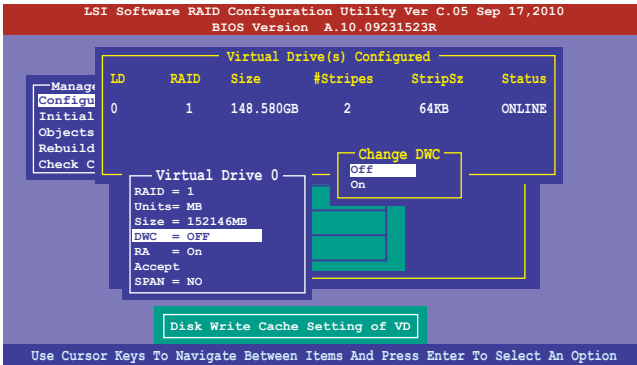 LSI Software RAID Configuration Utility Ver C.05 Sep 17,2010
BIOS Version A.10.09231523R
Virtual Drive(s) Configured
LD RAID Size #Stripes StripSz Status
0 1 148.580GB 2 64KB ONLINE
Manage
Configu
Initial
Objects
Rebuild
Check C
Change DWC
Off
On
Virtual Drive 0
RAID = 1
Units= MB
Size = 152146MB
DWC = OFF
RA = On
Accept
SPAN = NO
Disk Write Cache Setting of VD
Use Cursor Keys To Navigate Between Items And Press Enter To Select An Option